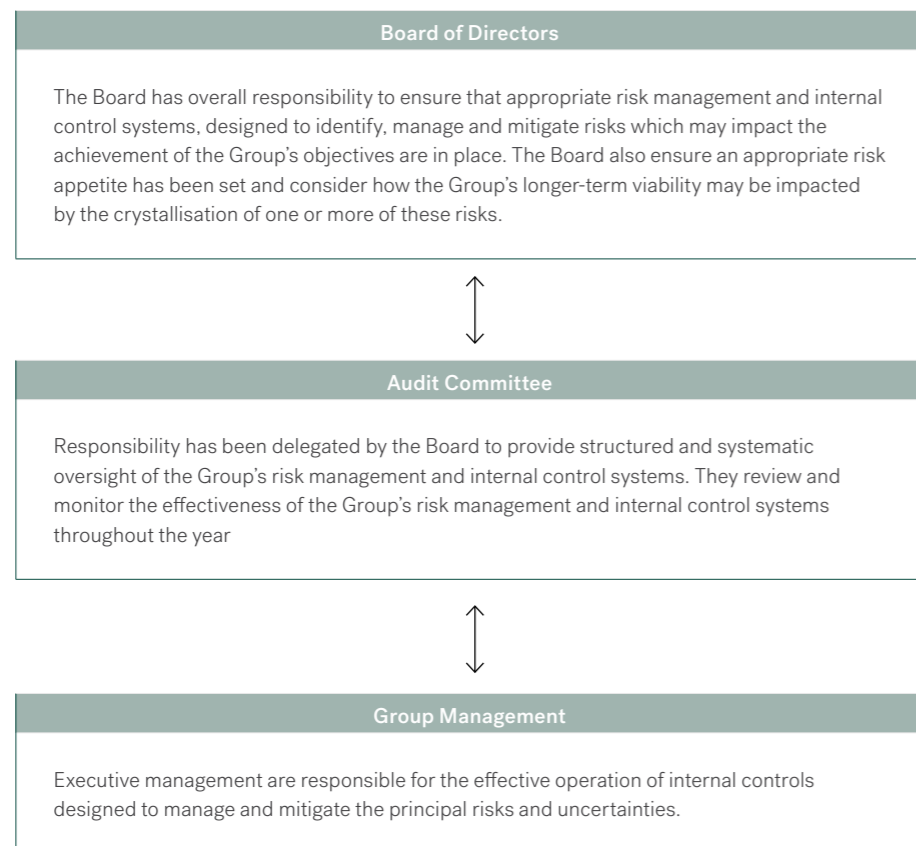 Board of Directors
The Board has overall responsibility to ensure that appropriate risk management and internal
control systems, designed to identify, manage and mitigate risks which may impact the
achievement of the Group’s objectives are in place. The Board also ensure an appropriate risk
appetite has been set and consider how the Group’s longer-term viability may be impacted
by the crystallisation of one or more of these risks.
Audit Committee
Responsibility has been delegated by the Board to provide structured and systematic
oversight of the Group’s risk management and internal control systems. They review and
monitor the effectiveness of the Group’s risk management and internal control systems
throughout the year
Group Management
Executive management are responsible for the effective operation of internal controls
designed to manage and mitigate the principal risks and uncertainties.